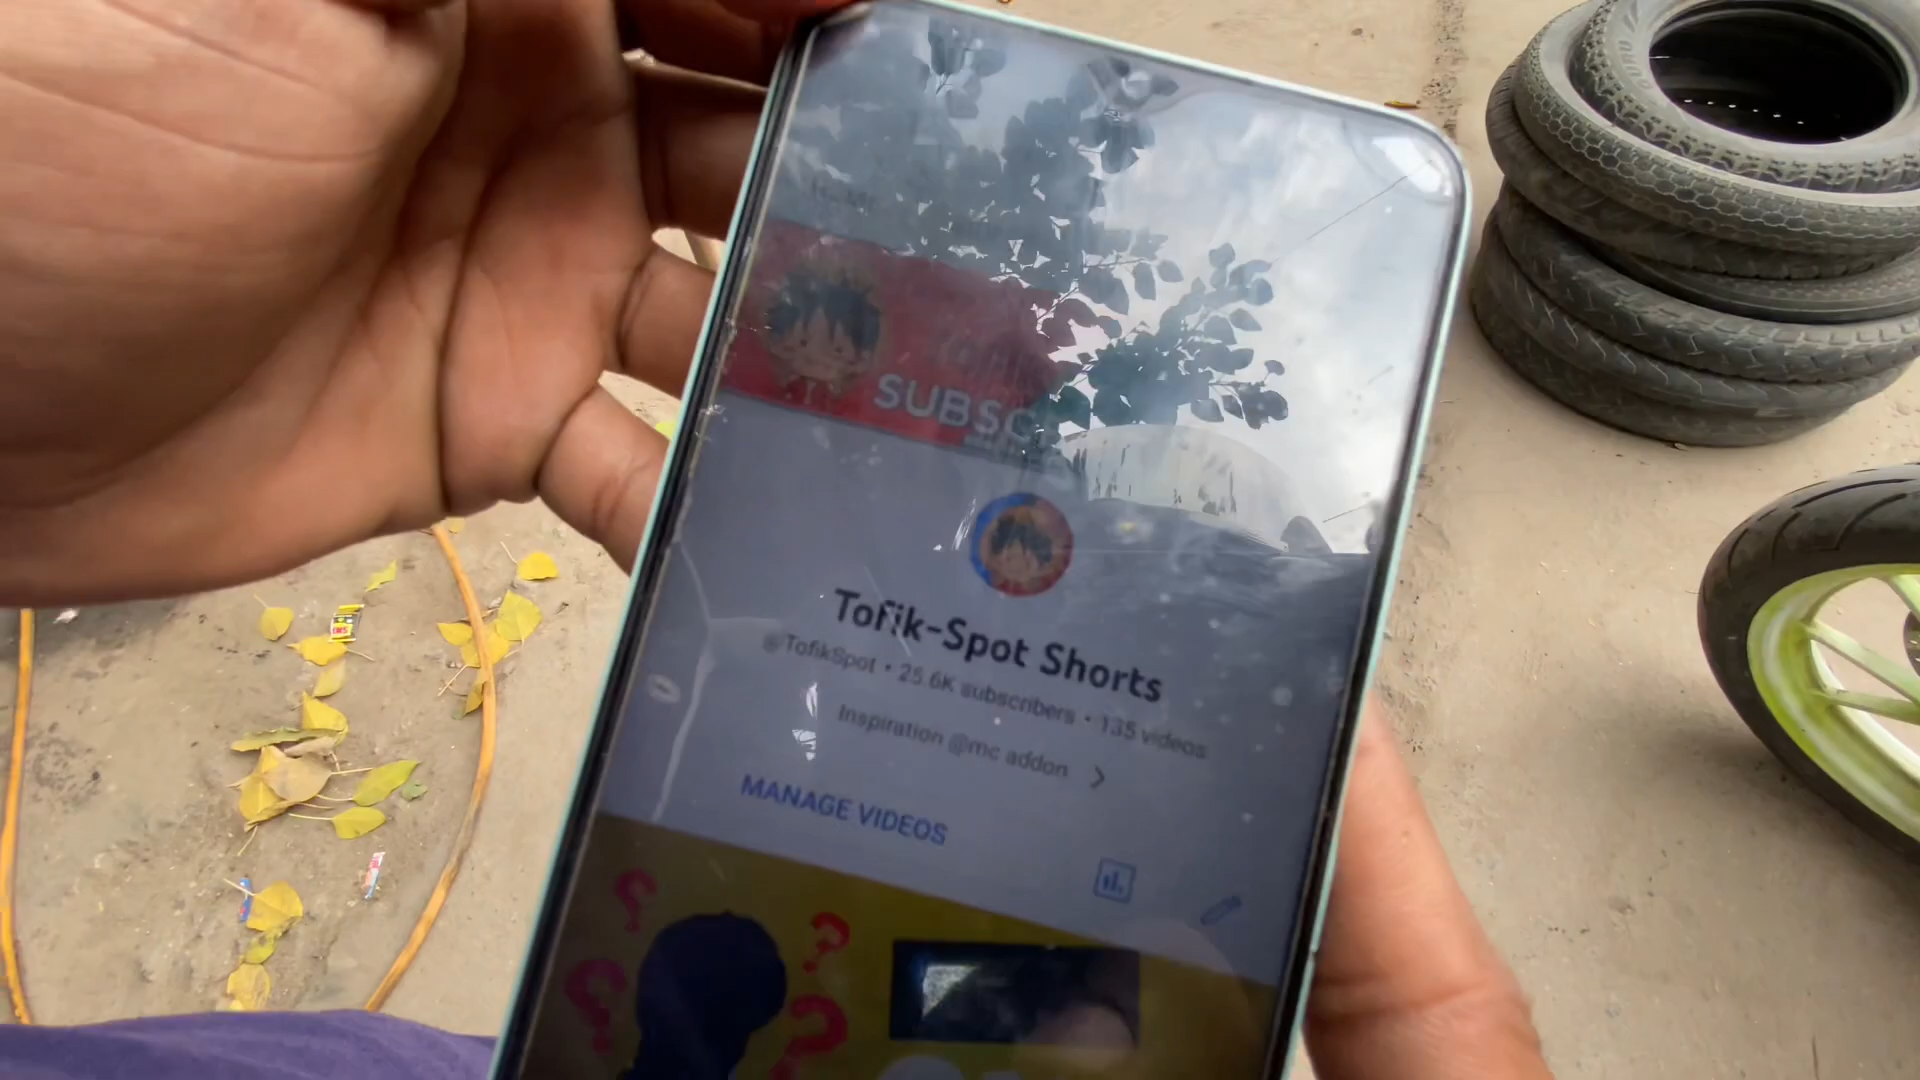 SUBSC
Tofik-Spot Shorts
@TofikSpot • 25.6K subscribers • 135 videos
Inspiration @mc addon >
MANAGE VIDEOS
? ?
? ?